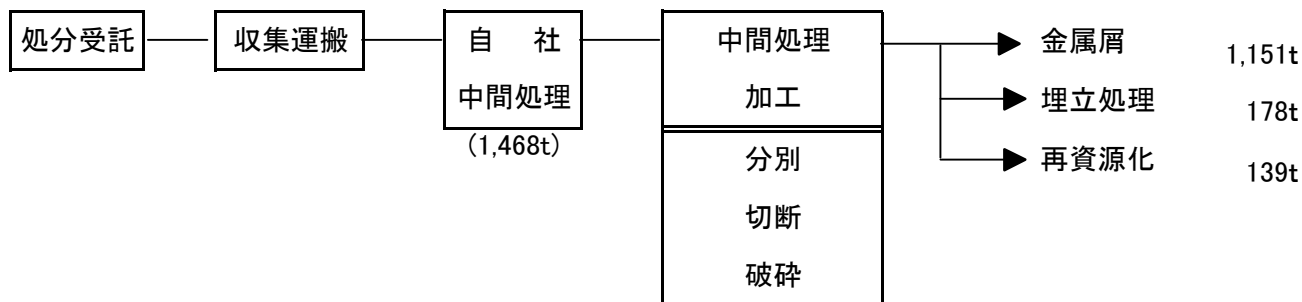 処分受託
収集運搬
自 社
中間処理
(1,468t)
中間処理
加工
分別
切断
破砕
金属屑 1,151t
埋立処理 178t
再資源化 139t